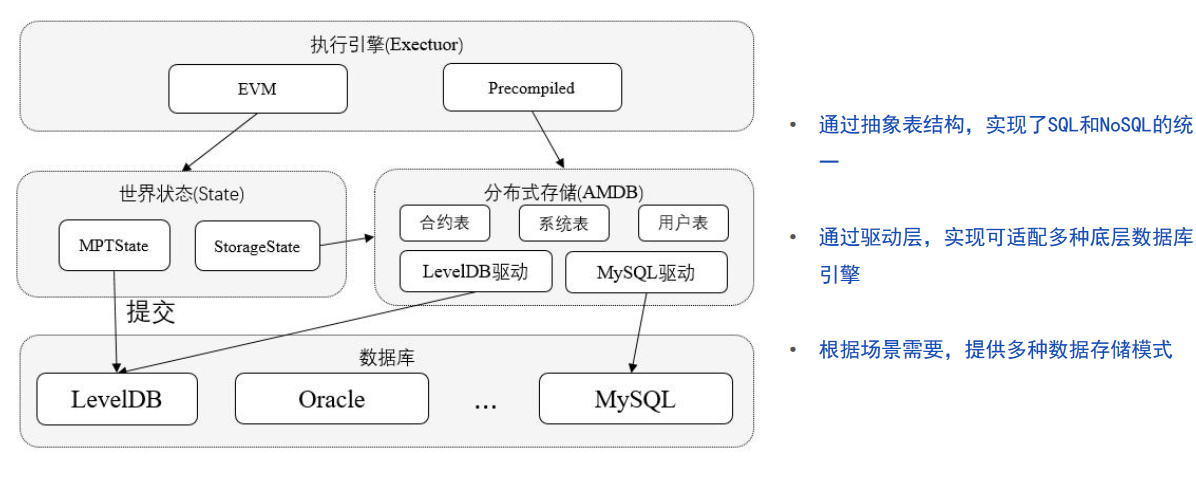 执行引擎(Exectuor)
EVM
Precompiled
世界状态(State)
MPTState
StorageState
分布式存储(AMDB)
合约表
系统表
用户表
LevelDB驱动
MySQL驱动
提交
数据库
LevelDB
Oracle
...
MySQL
• 通过抽象表结构，实现了SQL和NoSQL的统
一
• 通过驱动层，实现可适配多种底层数据库
引擎
• 根据场景需要，提供多种数据存储模式